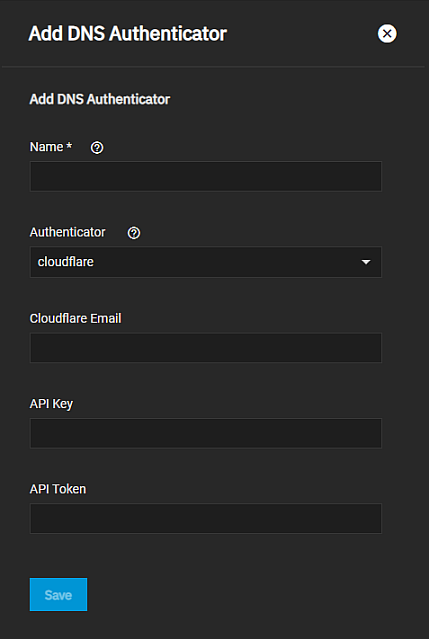 Add DNS Authenticator
Add DNS Authenticator
Name *
Authenticator
cloudflare
Cloudflare Email
API Key
API Token
Save